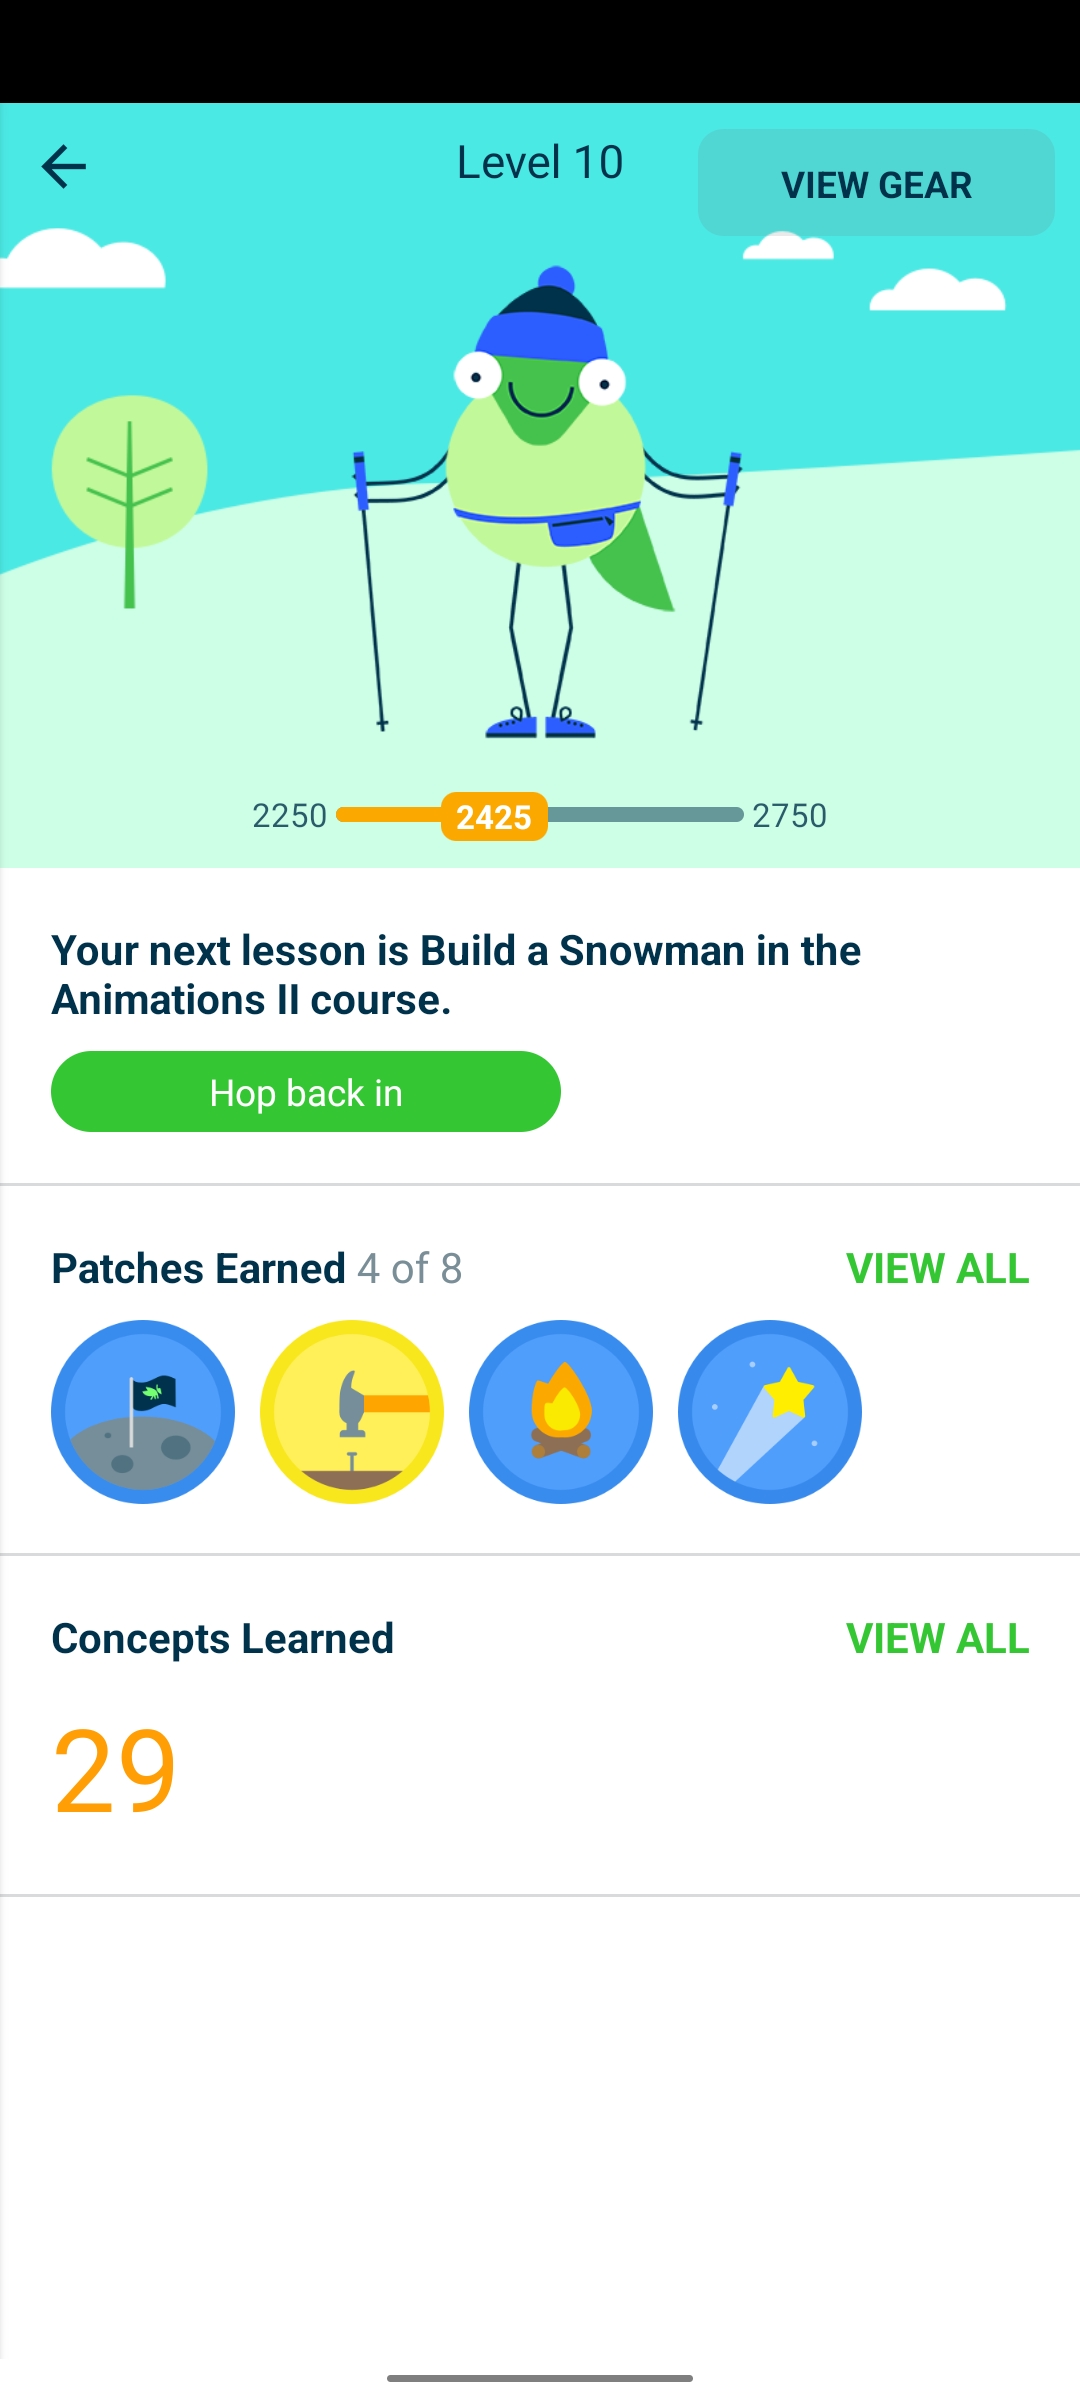 Level 10
VIEW GEAR
2250
2425
2750
Your next lesson is Build a Snowman in the
Animations II course.
Hop back in
Patches Earned 4 of 8
VIEW ALL
Concepts Learned
VIEW ALL
29